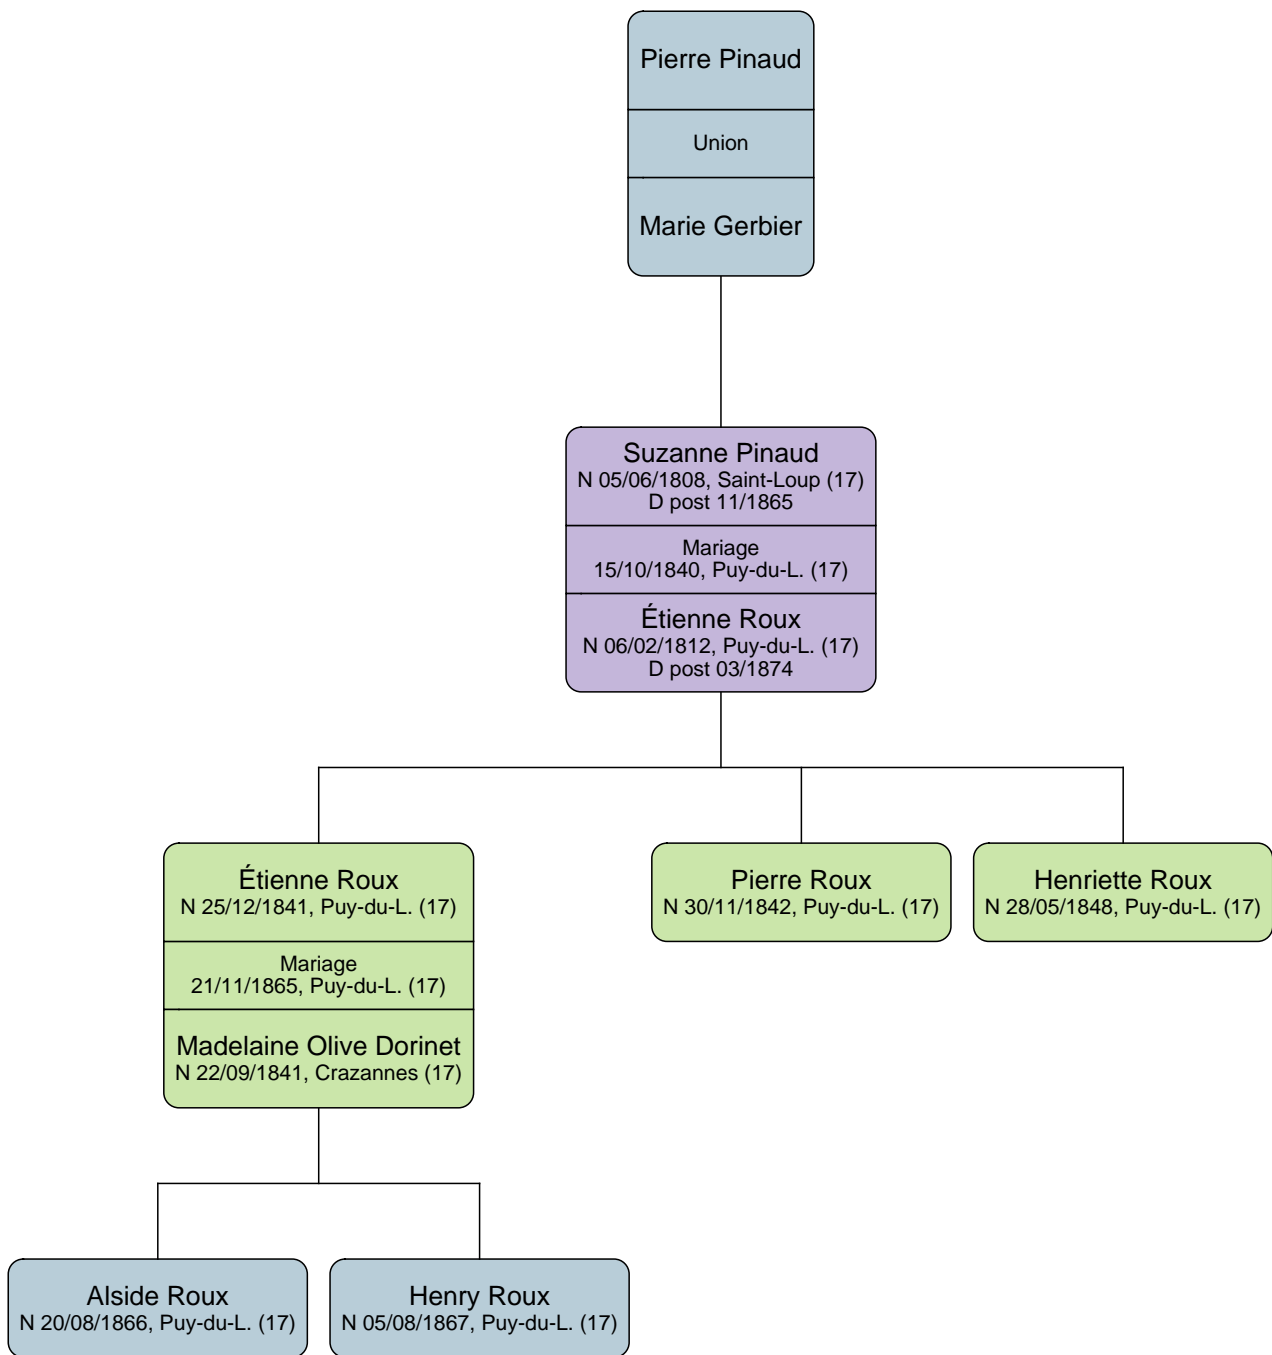 Pierre Pinaud
Union
Marie Gerbier
Suzanne Pinaud
N 05/06/1808, Saint-Loup (17)
D post 11/1865
Mariage
15/10/1840, Puy-du-L. (17)
Étienne Roux
N 06/02/1812, Puy-du-L. (17)
D post 03/1874
Étienne Roux
N 25/12/1841, Puy-du-L. (17)
Mariage
21/11/1865, Puy-du-L. (17)
Madelaine Olive Dorinet
N 22/09/1841, Crazannes (17)
Pierre Roux
N 30/11/1842, Puy-du-L. (17)
Henriette Roux
N 28/05/1848, Puy-du-L. (17)
Alside Roux
N 20/08/1866, Puy-du-L. (17)
Henry Roux
N 05/08/1867, Puy-du-L. (17)